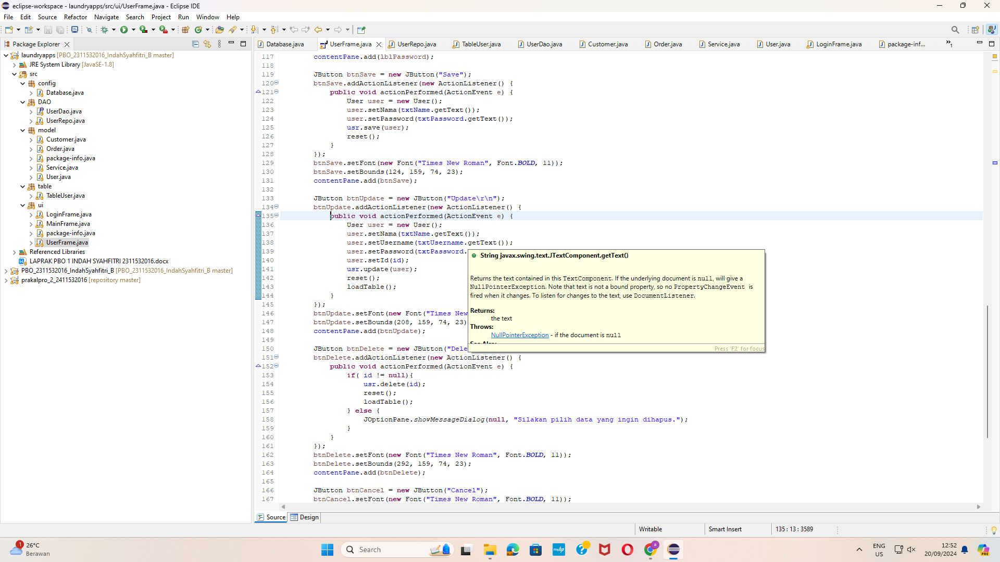 eclipse-workspace - laundryapps/src/ui/UserFrame.java - Eclipse IDE
File Edit Source Refactor Navigate Search Project Run Window Help
Package Explorer
Database.java UserFrame.java UserRepo.java TableUser.java UserDao.java Customer.java Order.java Service.java User.java LoginFrame.java package-inf... »1
laundryapps [PBO_2311532016_IndahSyahfitri_B master]
JRE System Library [JavaSE-1.8]
src
config
Database.java
DAO
UserDao.java
UserRepo.java
model
Customer.java
Order.java
package-info.java
Service.java
User.java
table
TableUser.java
ui
LoginFrame.java
MainFrame.java
package-info.java
UserFrame.java
Referenced Libraries
LAPRAK PBO 1 INDAH SYAHFITRI 2311532016.docx
PBO_2311532016_IndahSyahfitri_B [PBO_2311532016_IndahSyahfitri_B master]
prakalpro_2_2411532016 [repository master]
117 contentPane.add(lblPassword);
118
119 JButton btnSave = new JButton("Save");
120 btnSave.addActionListener(new ActionListener() {
121 public void actionPerformed(ActionEvent e) {
122 User user = new User();
123 user.setNama(txtName.getText());
124 user.setPassword(txtPassword.getText());
125 usr.save(user);
126 reset();
127 }
128 });
129 btnSave.setFont(new Font("Times New Roman", Font.BOLD, 11));
130 btnSave.setBounds(124, 159, 74, 23);
131 contentPane.add(btnSave);
132
133 JButton btnUpdate = new JButton("Update\r\n");
134 btnUpdate.addActionListener(new ActionListener() {
135 public void actionPerformed(ActionEvent e) {
136 User user = new User();
137 user.setNama(txtName.getText());
138 user.setUsername(txtUsername.getText());
139 user.setPassword(txtPassword.
140 user.setId(id);
141 usr.update(user);
142 reset();
143 loadTable();
144 }
145 });
146 btnUpdate.setFont(new Font("Times New
147 btnUpdate.setBounds(208, 159, 74, 23)
148 contentPane.add(btnUpdate);
149
150 JButton btnDelete = new JButton("Dele
151 btnDelete.addActionListener(new ActionListener() {
152 public void actionPerformed(ActionEvent e) {
153 if( id != null){
154 usr.delete(id);
155 reset();
156 loadTable();
157 } else {
158 JOptionPane.showMessageDialog(null, "Silakan pilih data yang ingin dihapus.");
159 }
160 }
161 });
162 btnDelete.setFont(new Font("Times New Roman", Font.BOLD, 11));
163 btnDelete.setBounds(292, 159, 74, 23);
164 contentPane.add(btnDelete);
165
166 JButton btnCancel = new JButton("Cancel");
167 btnCancel.setFont(new Font("Times New Roman", Font.BOLD, 11));
String javax.swing.text.JTextComponent.getText()
Returns the text contained in this TextComponent. If the underlying document is null, will give a
NullPointerException. Note that text is not a bound property, so no PropertyChangeEvent is
fired when it changes. To listen for changes to the text, use DocumentListener.
Returns:
the text
Throws:
NullPointerException - if the document is null
See Also:
Press 'F2' for focus
Source Design
Writable Smart Insert 135 : 13 : 3589
1
26°C
Berawan
Search
myhp
a
ENG
US
12:52
20/09/2024
PRE